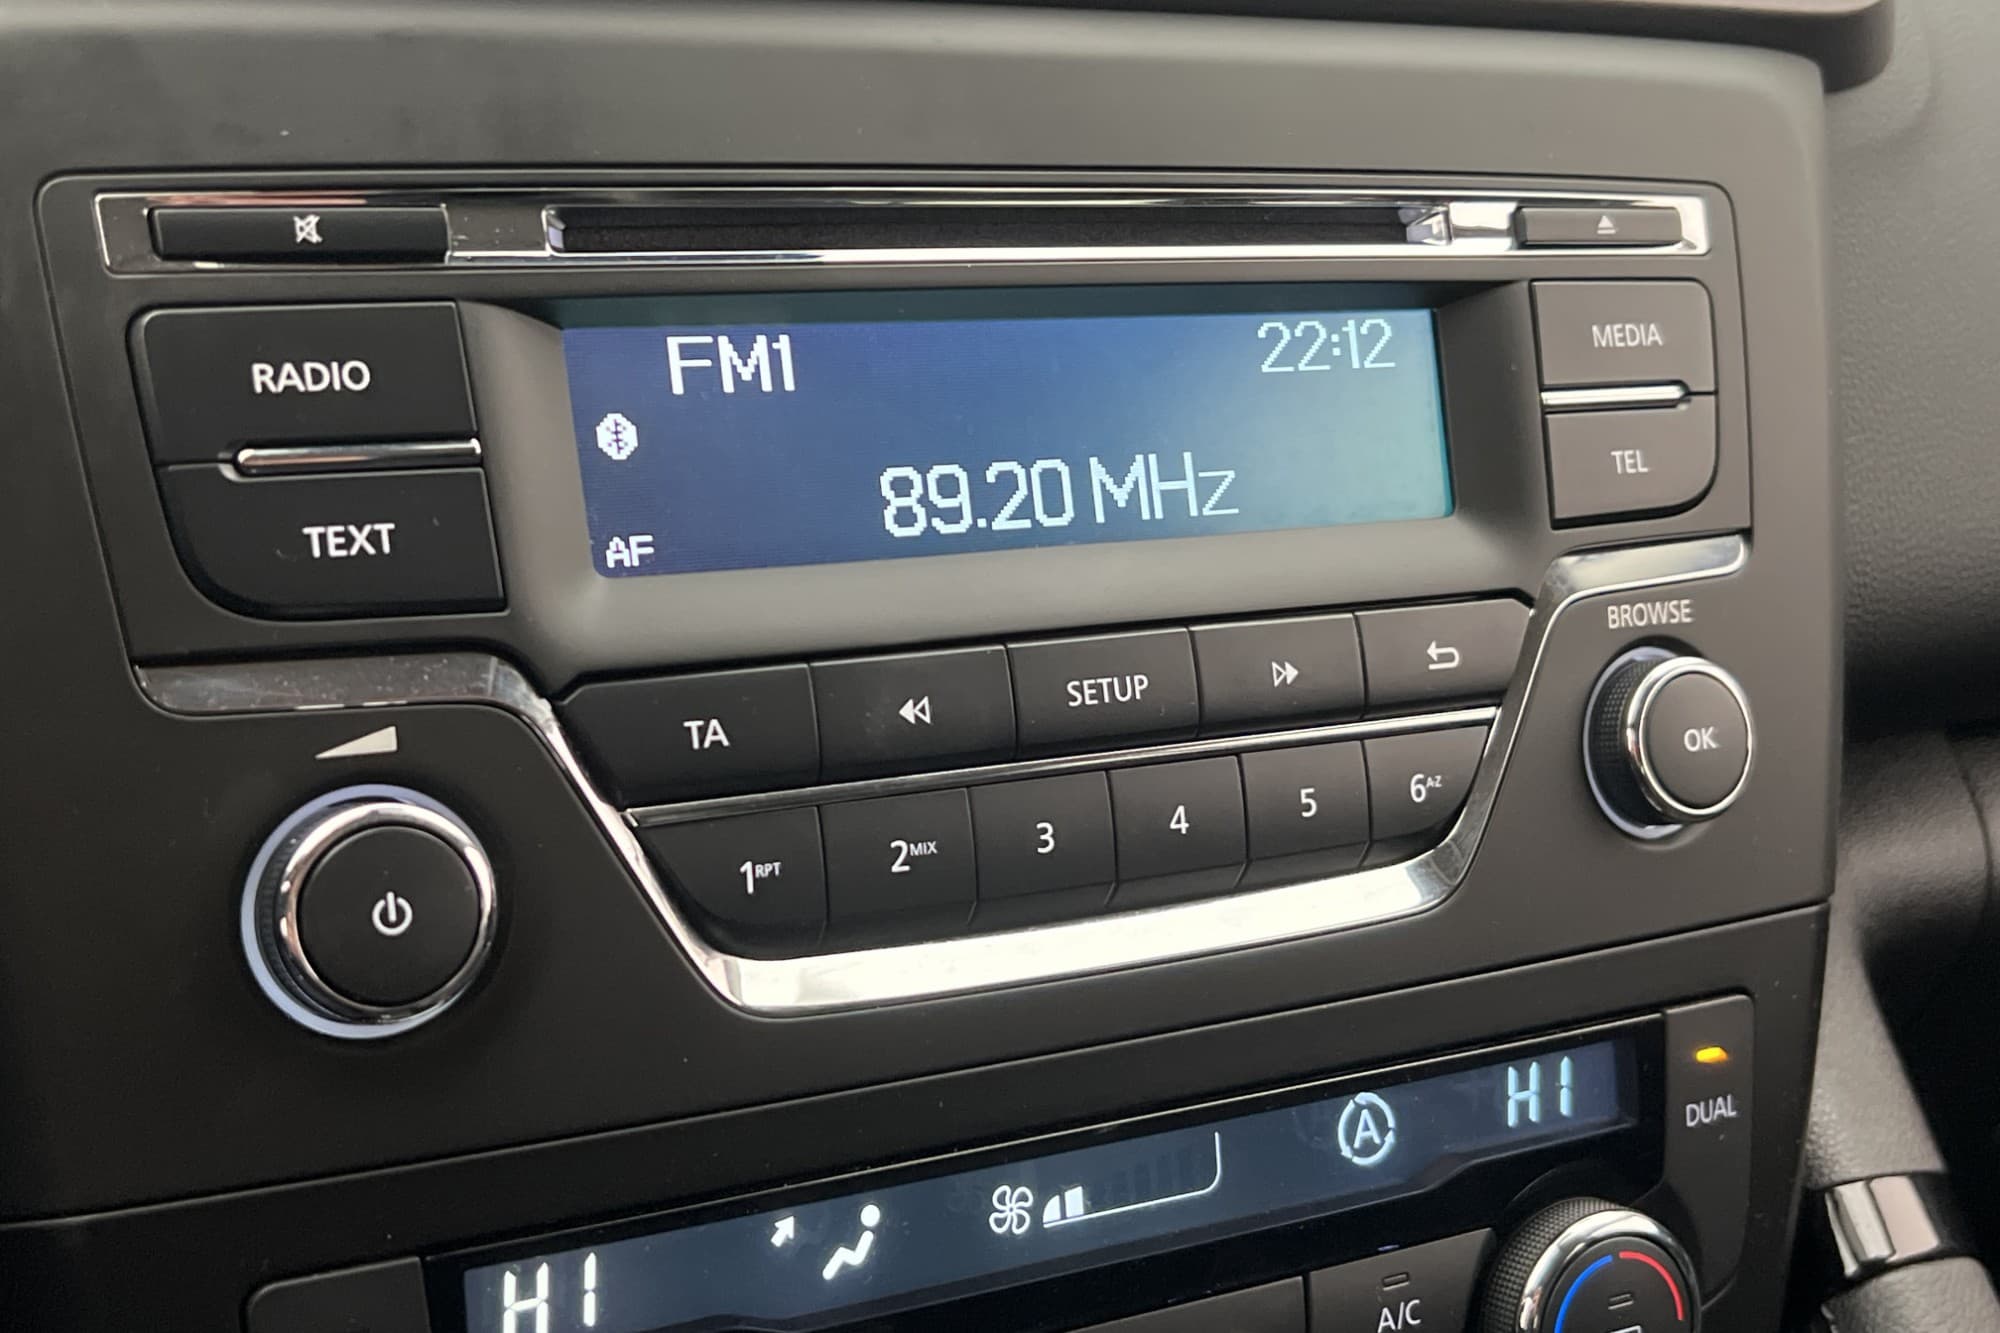 RADIO
TEXT
FM1
22:12
89.20 MHz
AF
MEDIA
TEL
BROWSE
OK
TA
SETUP
1RPT
2MIX
3
4
5
6AZ
HI
A
HI
DUAL
A/C